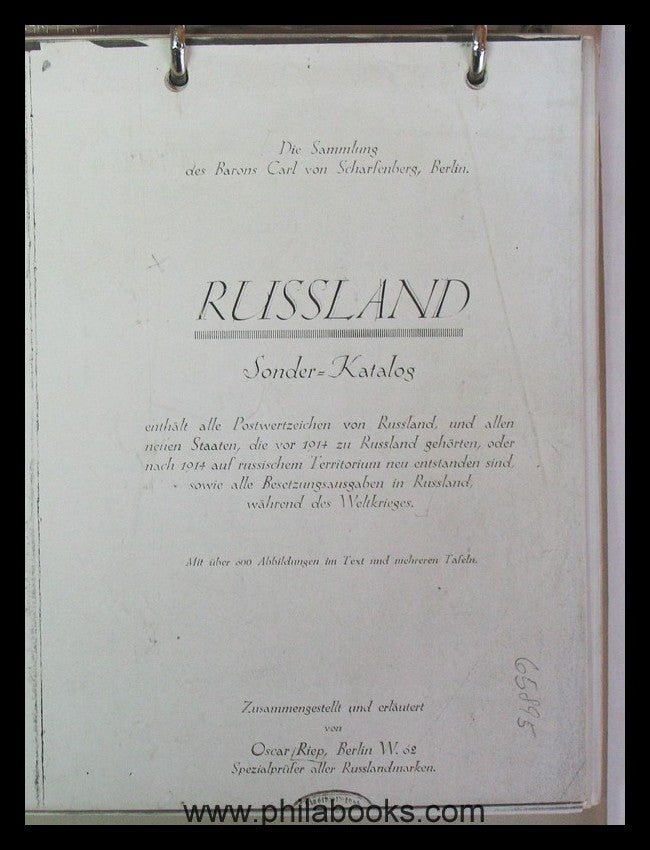 Die Sammlung
des Barons Carl von Scharfenberg, Berlin.
RUSSLAND
Sonder=Katalog
enthält alle Postwertzeichen von Russland, und allen
neuen Staaten, die vor 1914 zu Russland gehörten, oder
nach 1914 auf russischem Territorium neu entstanden sind,
sowie alle Besetzungsausgaben in Russland,
während des Weltkrieges.
Mit über 800 Abbildungen im Text und mehreren Tafeln.
65895
Zusammengestellt und erläutert
von
Oscar Riep, Berlin W. 62
Spezialprüfer aller Russlandmarken.
www.philabooks.com